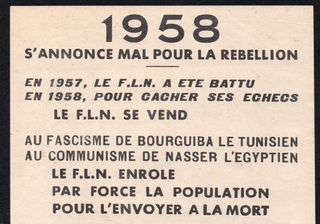 1958
S'ANNONCE MAL POUR LA REBELLION
EN 1957, LE F.L.N. A ETE BATTU
EN 1958, POUR CACHER SES ECHECS
LE F.L.N. SE VEND
AU FASCISME DE BOURGUIBA LE TUNISIEN
AU COMMUNISME DE NASSER L'EGYPTIEN
LE F.L.N. ENROLE
PAR FORCE LA POPULATION
POUR L'ENVOYER A LA MORT